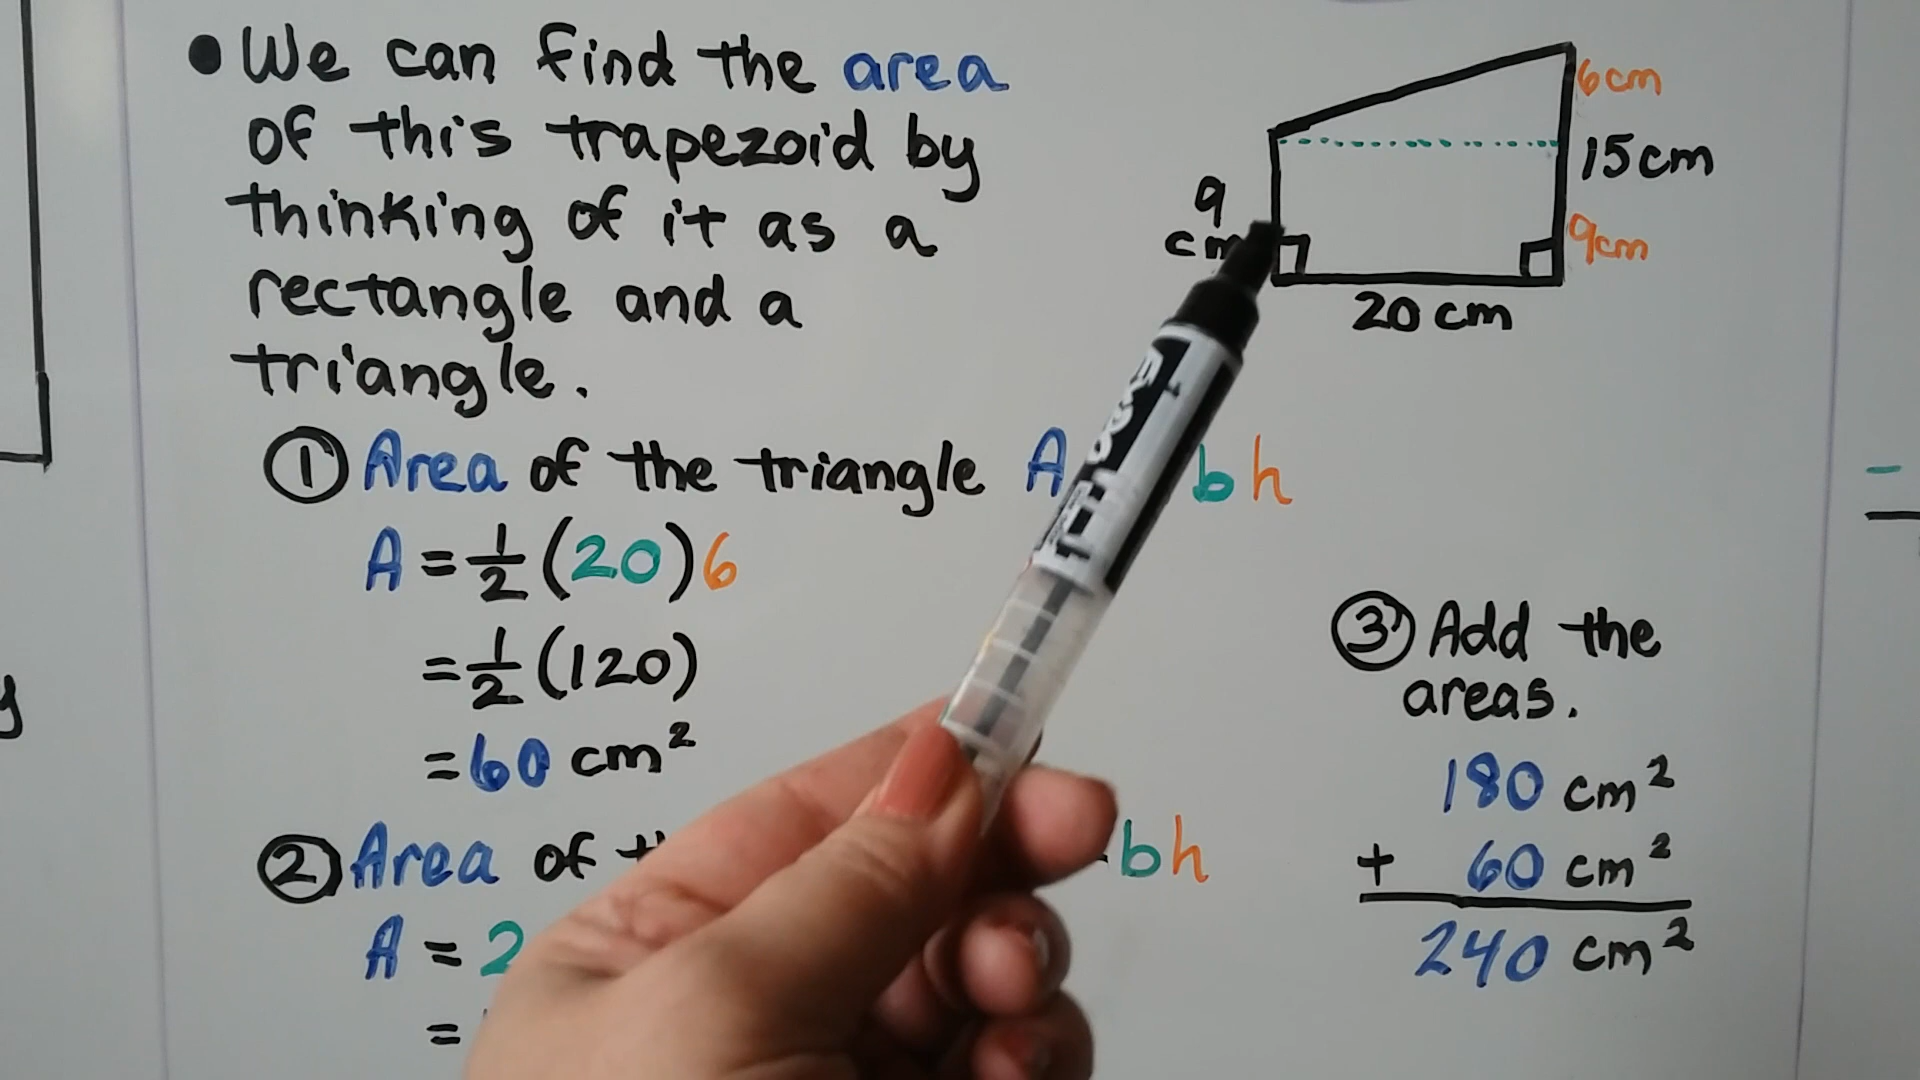 • We can find the area
of this trapezoid by
thinking of it as a
rectangle and a
triangle.
6cm
15cm
9
cm
9cm
20 cm
① Area of the triangle A bh
A = 1/2 (20)6
= 1/2 (120)
= 60 cm²
② Area of bh
A = 2
=
③ Add the
areas.
180 cm²
+ 60 cm²
240 cm²
EXPO